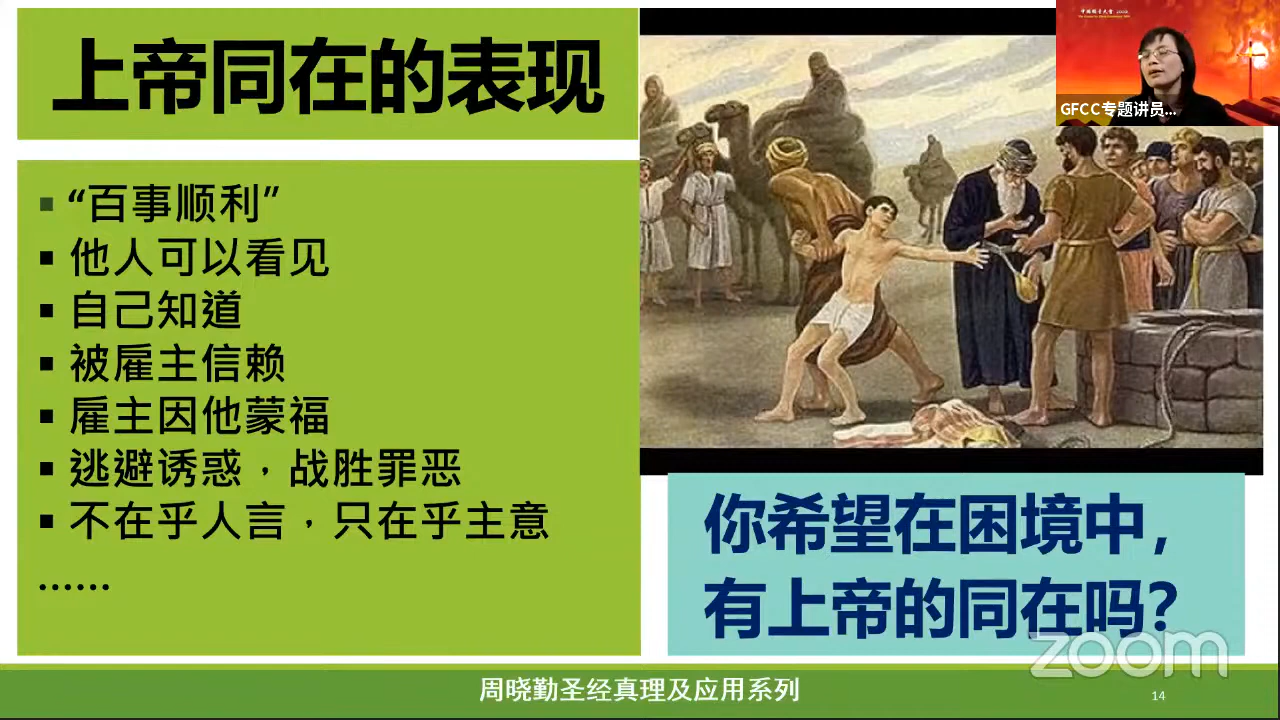 上帝同在的表现
“百事顺利”
他人可以看见
自己知道
被雇主信赖
雇主因他蒙福
逃避诱惑，战胜罪恶
不在乎人言，只在乎主意
……
GFCC专题讲员...
你希望在困境中，
有上帝的同在吗？
zoom
周晓勤圣经真理及应用系列
14